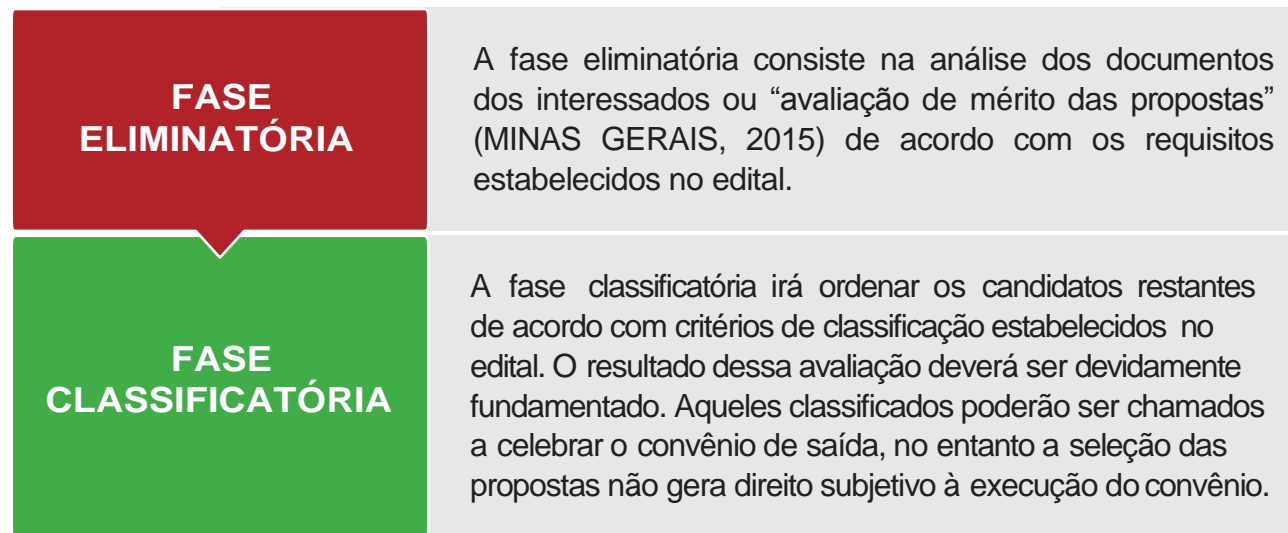 FASE
ELIMINATÓRIA
A fase eliminatória consiste na análise dos documentos
dos interessados ou “avaliação de mérito das propostas”
(MINAS GERAIS, 2015) de acordo com os requisitos
estabelecidos no edital.
FASE
CLASSIFICATÓRIA
A fase classificatória irá ordenar os candidatos restantes
de acordo com critérios de classificação estabelecidos no
edital. O resultado dessa avaliação deverá ser devidamente
fundamentado. Aqueles classificados poderão ser chamados
a celebrar o convênio de saída, no entanto a seleção das
propostas não gera direito subjetivo à execução do convênio.